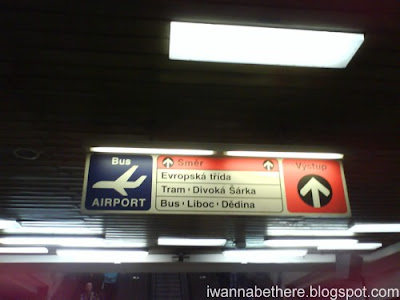 Bus
AIRPORT
Směr
Evropská třída
Tram · Divoká Šárka
Bus · Liboc · Dědina
Výstup
iwannabethere.blogspot.com